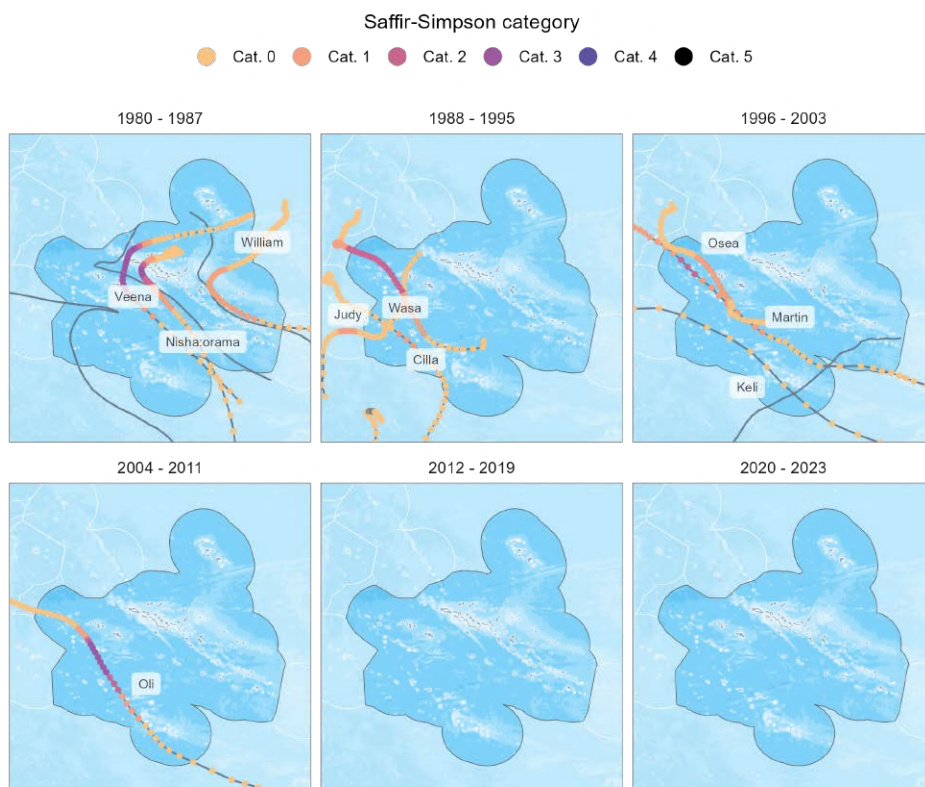 Saffir-Simpson category
Cat. 0 Cat. 1 Cat. 2 Cat. 3 Cat. 4 Cat. 5
1980 - 1987 1988 - 1995 1996 - 2003
William
Veena
Nisha:orama
Judy
Wasa
Cilla
Osea
Martin
Keli
2004 - 2011 2012 - 2019 2020 - 2023
Oli